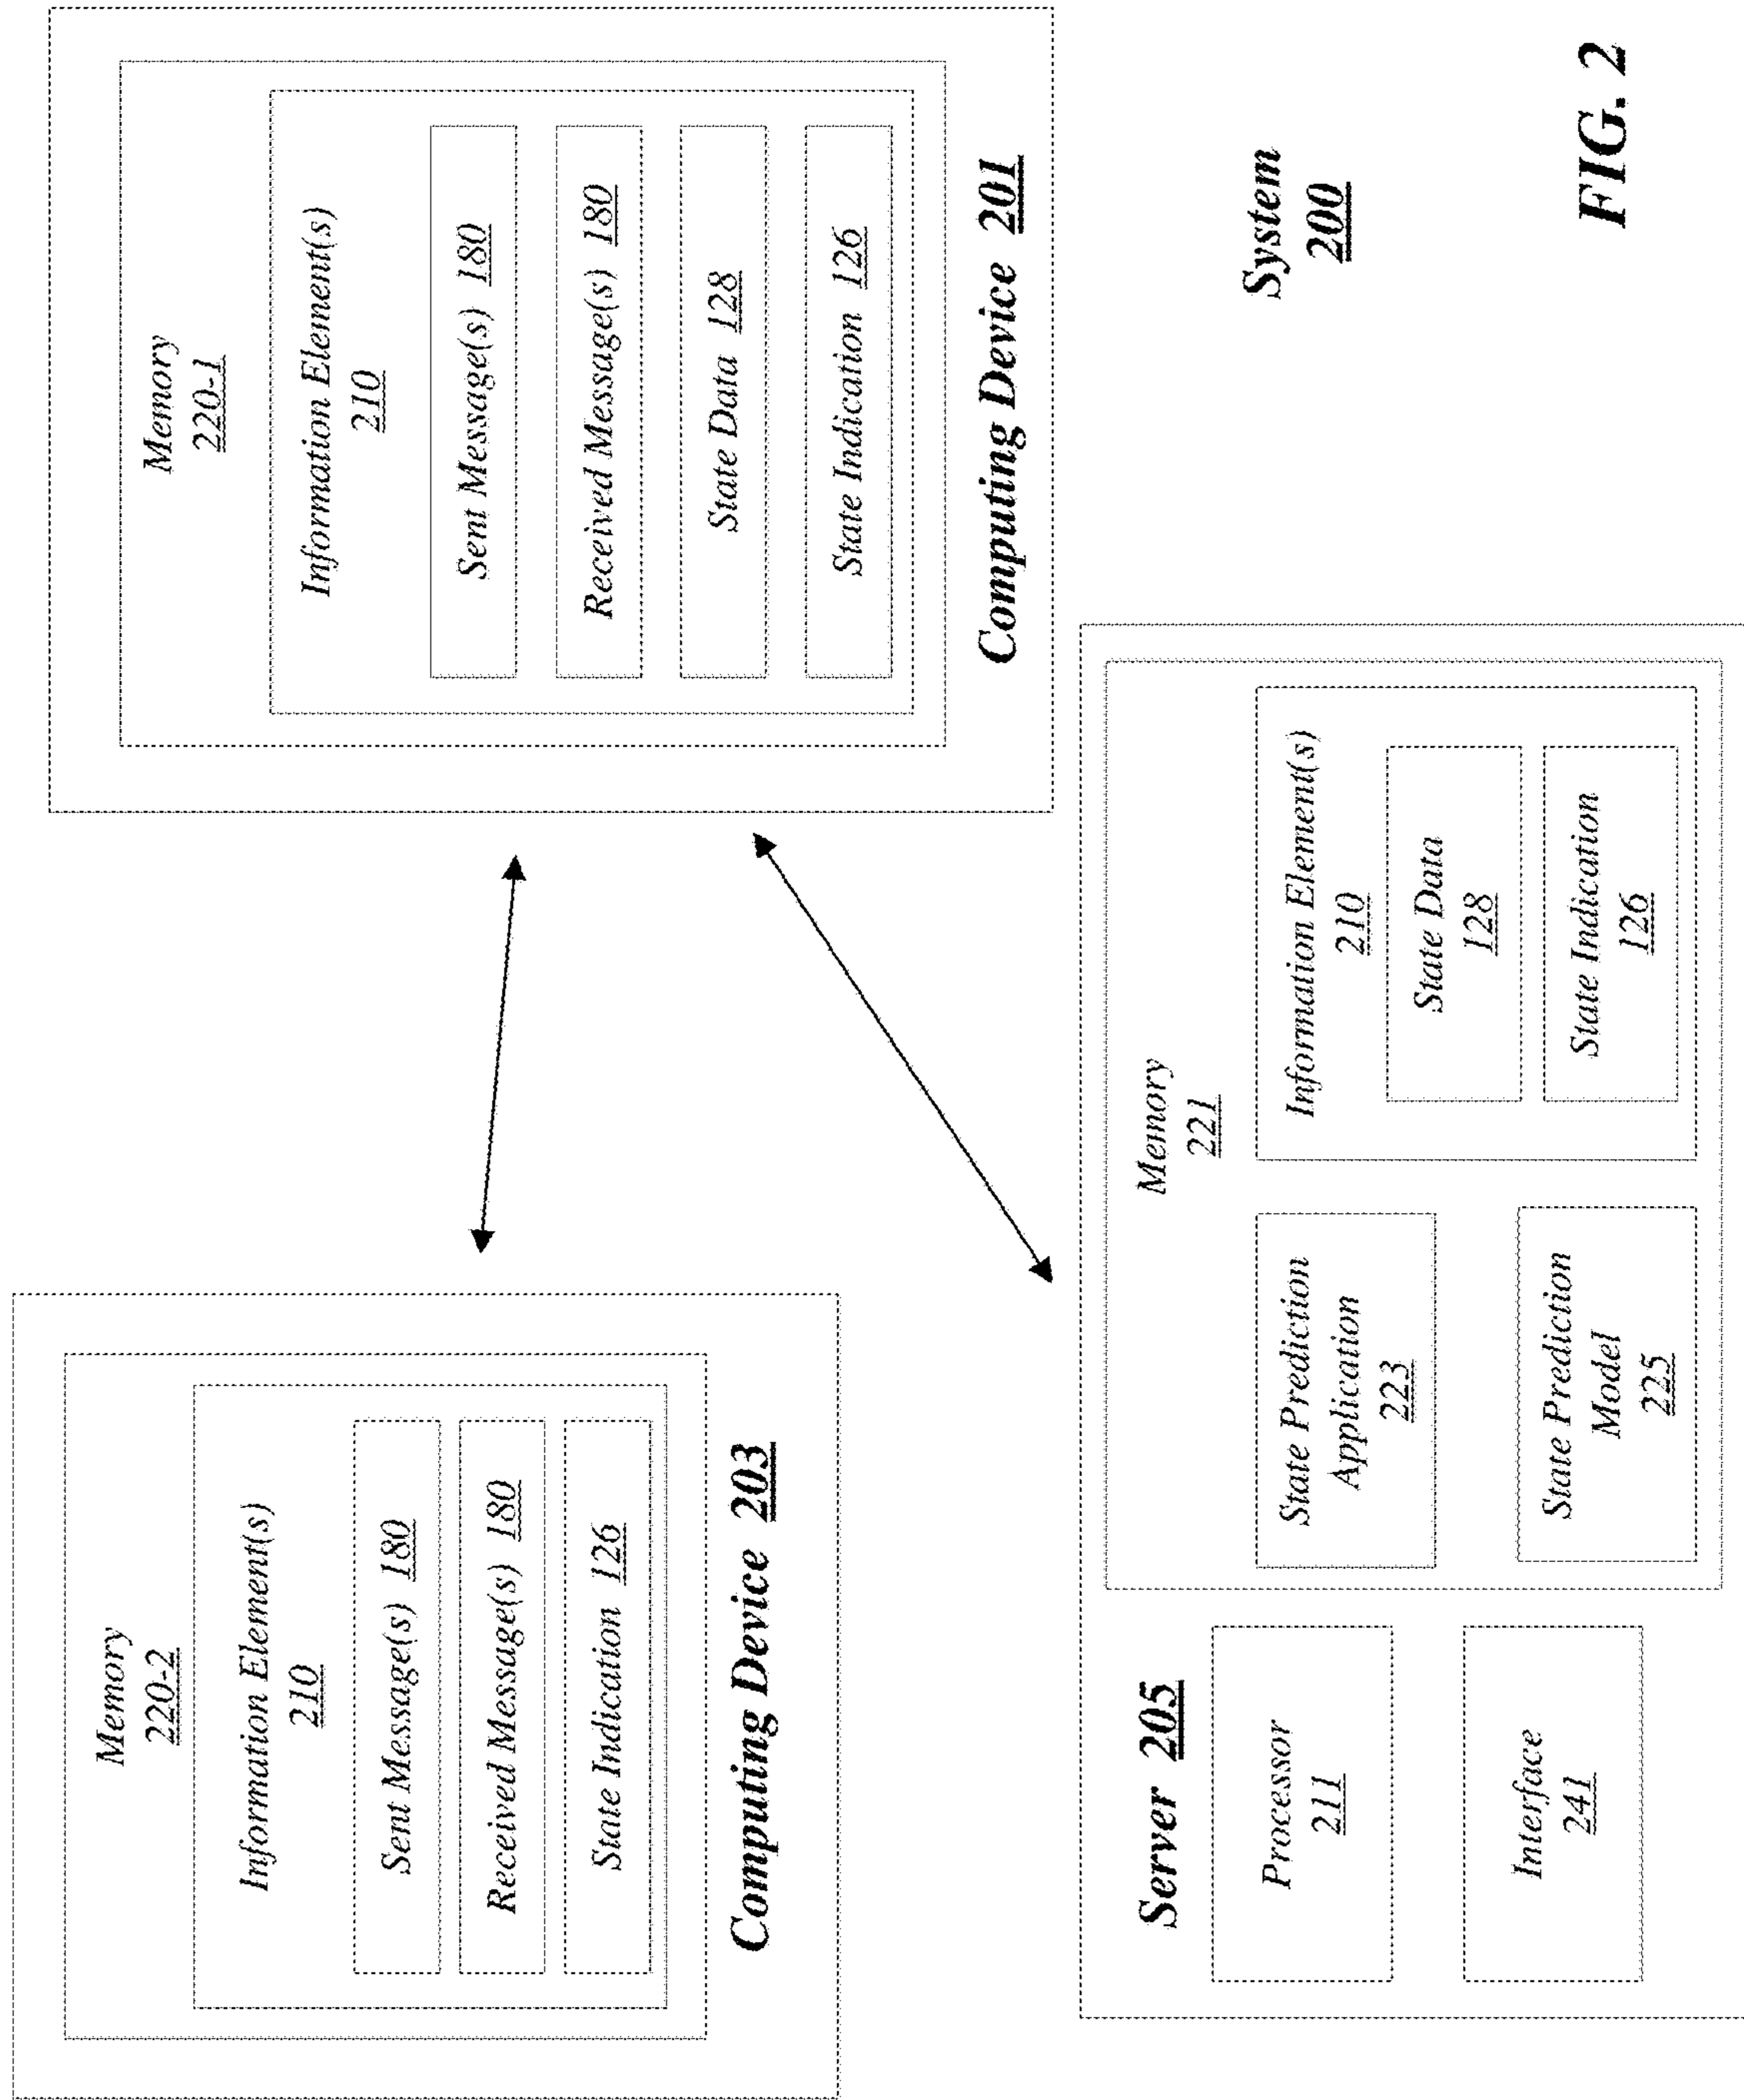 Memory
220-2
Information Element(s)
210
Sent Message(s) 180
Received Message(s) 180
State Indication 126
Computing Device 203
Memory
220-1
Information Element(s)
210
Sent Message(s) 180
Received Message(s) 180
State Data 128
State Indication 126
Computing Device 201
Server 205
Processor
211
Interface
241
Memory
221
State Prediction
Application
223
State Prediction
Model
225
Information Element(s)
210
State Data
128
State Indication
126
System
200
FIG. 2